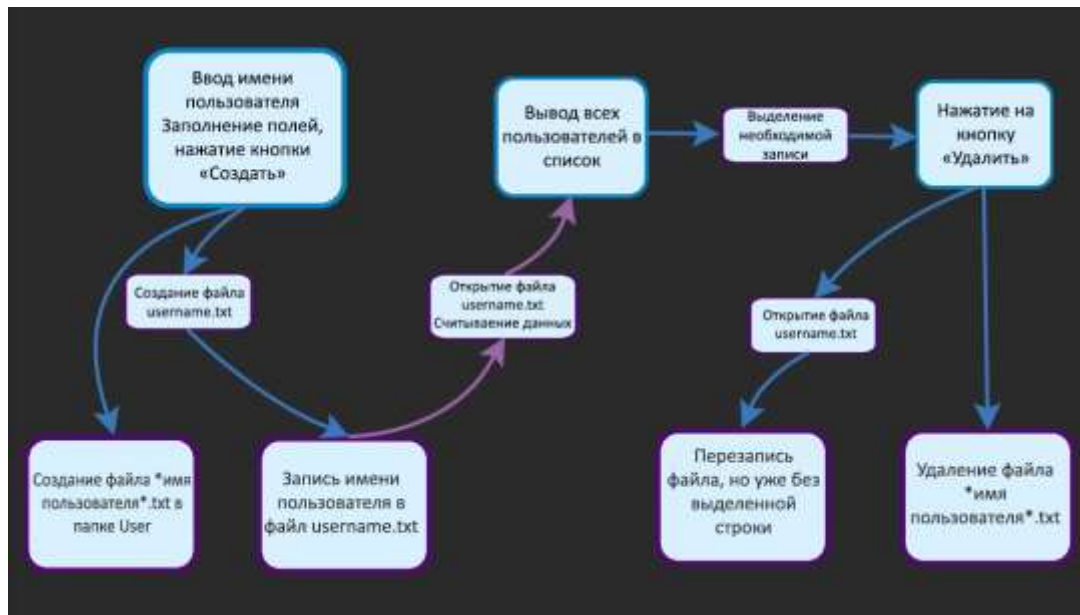 Ввод имени
пользователя
Заполнение полей,
нажатие кнопки
«Создать»
Вывод всех
пользователей в
список
Выделение
необходимой
записи
Нажатие на
кнопку
«Удалить»
Создание файла
username.txt
Открытие файла
username.txt
Считываение данных
Открытие файла
username.txt
Создание файла *имя
пользователя*.txt в
папке User
Запись имени
пользователя в
файл username.txt
Перезапись
файла, но уже без
выделенной
строки
Удаление файла
*имя
пользователя*.txt